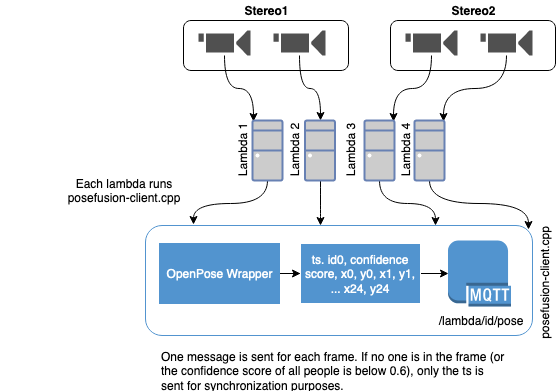 Stereo1
Stereo2
Lambda 1
Lambda 2
Lambda 3
Lambda 4
Each lambda runs
posefusion-client.cpp
OpenPose Wrapper
ts. id0, confidence
score, x0, y0, x1, y1,
... x24, y24
MQTT
/lambda/id/pose
posefusion-client.cpp
One message is sent for each frame. If no one is in the frame (or
the confidence score of all people is below 0.6), only the ts is
sent for synchronization purposes.